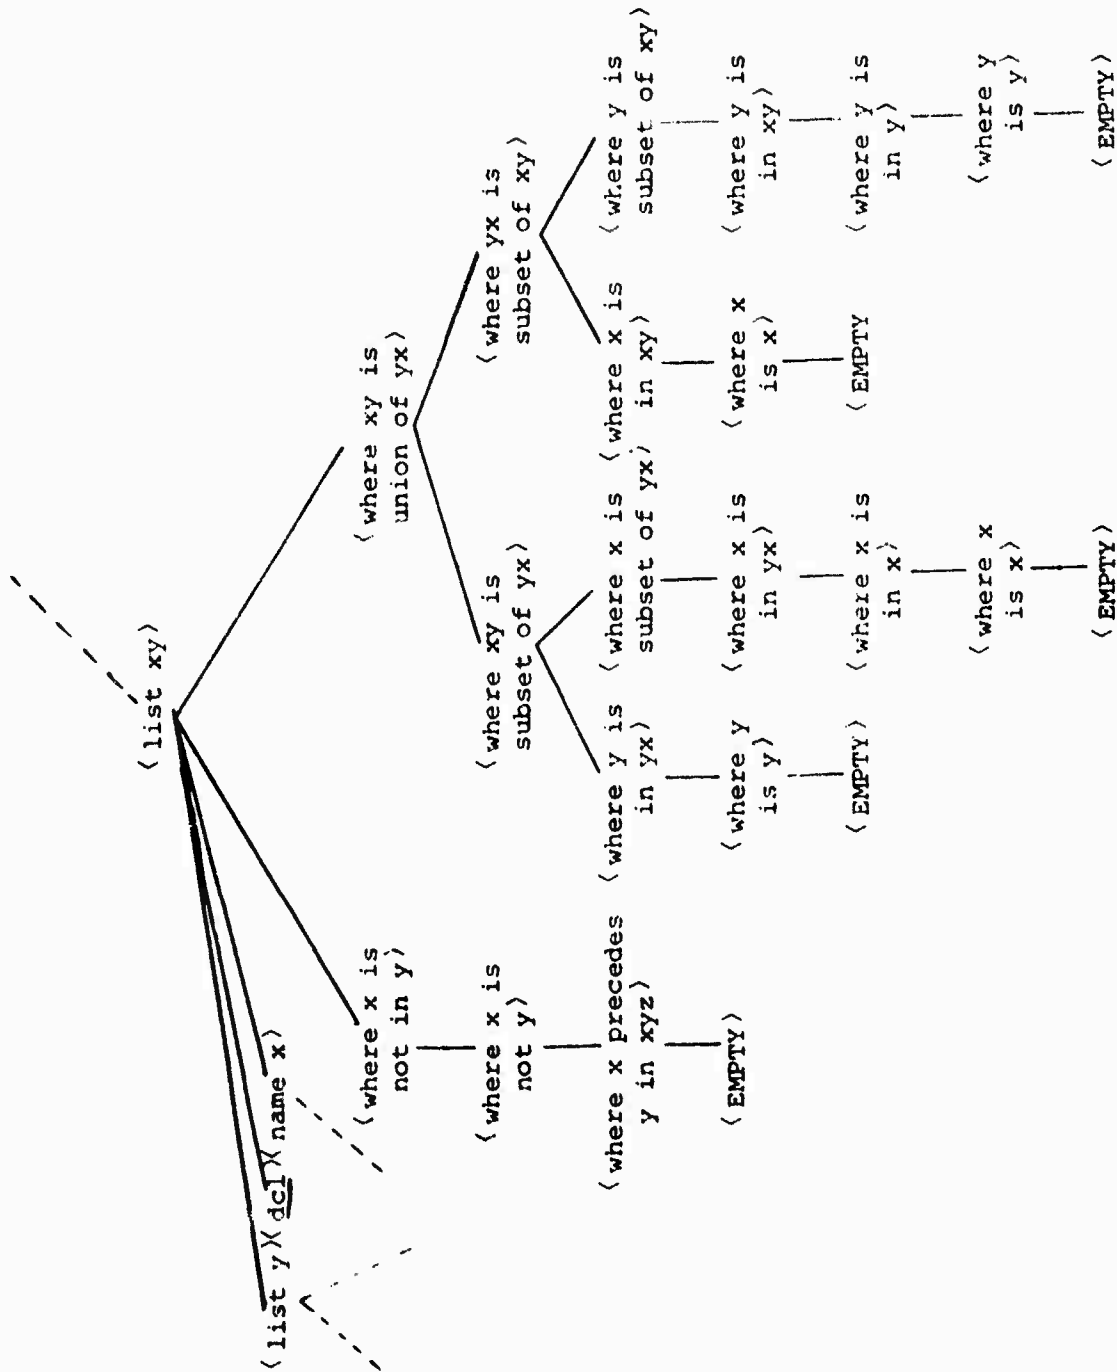 ⟨list xy⟩
⟨list y⟩⟨dcl⟩⟨name x⟩
⟨where x is
not in y⟩
⟨where xy is
union of yx⟩
⟨where x is
not y⟩
⟨where xy is
subset of yx⟩
⟨where yx is
subset of xy⟩
⟨where x precedes
y in xyz⟩
⟨where y is
in yx⟩
⟨where x is
subset of yx⟩
⟨where x is
in xy⟩
⟨where y is
subset of xy⟩
⟨EMPTY⟩
⟨where y
is y⟩
⟨where x is
in yx⟩
⟨where x
is x⟩
⟨where y is
in xy⟩
⟨EMPTY⟩
⟨where x is
in x⟩
⟨EMPTY
⟨where y is
in y⟩
⟨where x
is x⟩
⟨where y
is y⟩
⟨EMPTY⟩
⟨EMPTY⟩